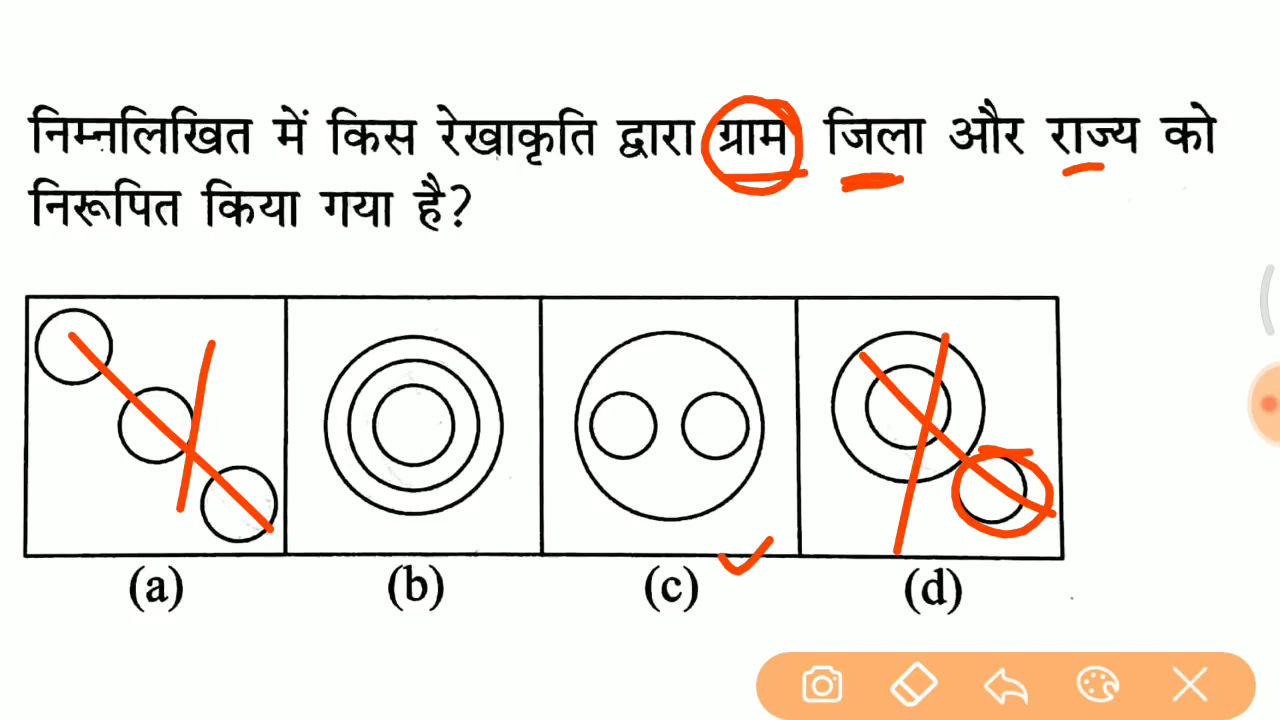 निम्नलिखित में किस रेखाकृति द्वारा ग्राम जिला और राज्य को
निरूपित किया गया है?
(a) (b) (c) (d)